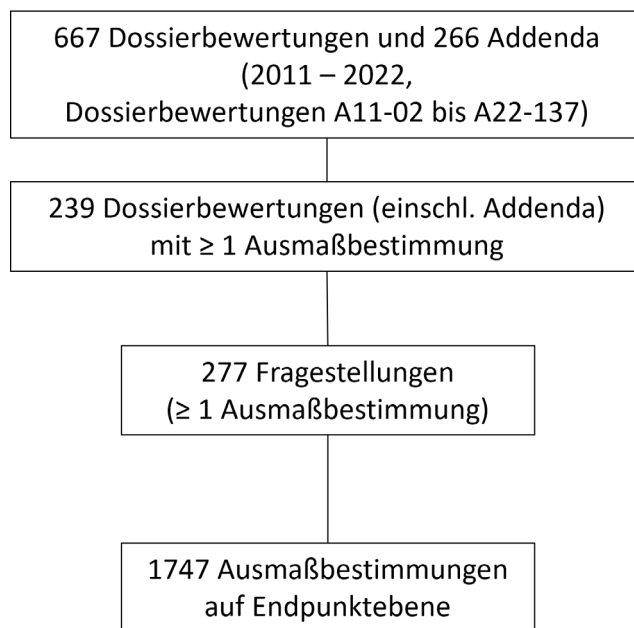 667 Dossierbewertungen und 266 Addenda
(2011 – 2022,
Dossierbewertungen A11-02 bis A22-137)
239 Dossierbewertungen (einschl. Addenda)
mit ≥ 1 Ausmaßbestimmung
277 Fragestellungen
(≥ 1 Ausmaßbestimmung)
1747 Ausmaßbestimmungen
auf Endpunktebene